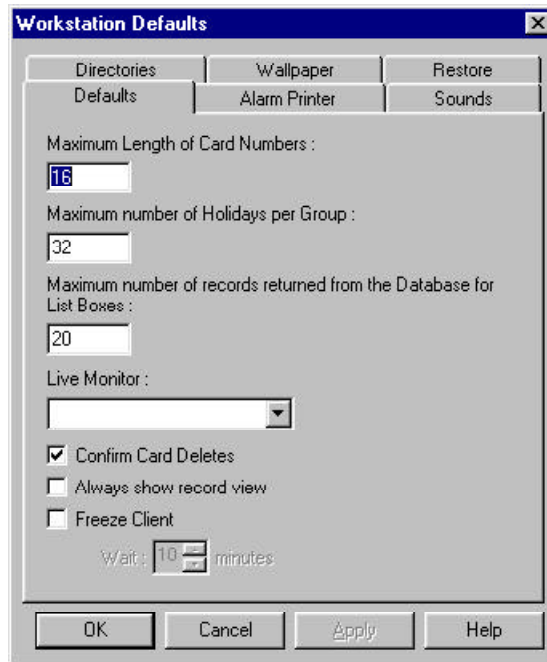 Workstation Defaults
Directories Wallpaper Restore
Defaults Alarm Printer Sounds
Maximum Length of Card Numbers :
16
Maximum number of Holidays per Group :
32
Maximum number of records returned from the Database for
List Boxes :
20
Live Monitor :
Confirm Card Deletes
Always show record view
Freeze Client
Wait : 10 minutes
OK Cancel Apply Help